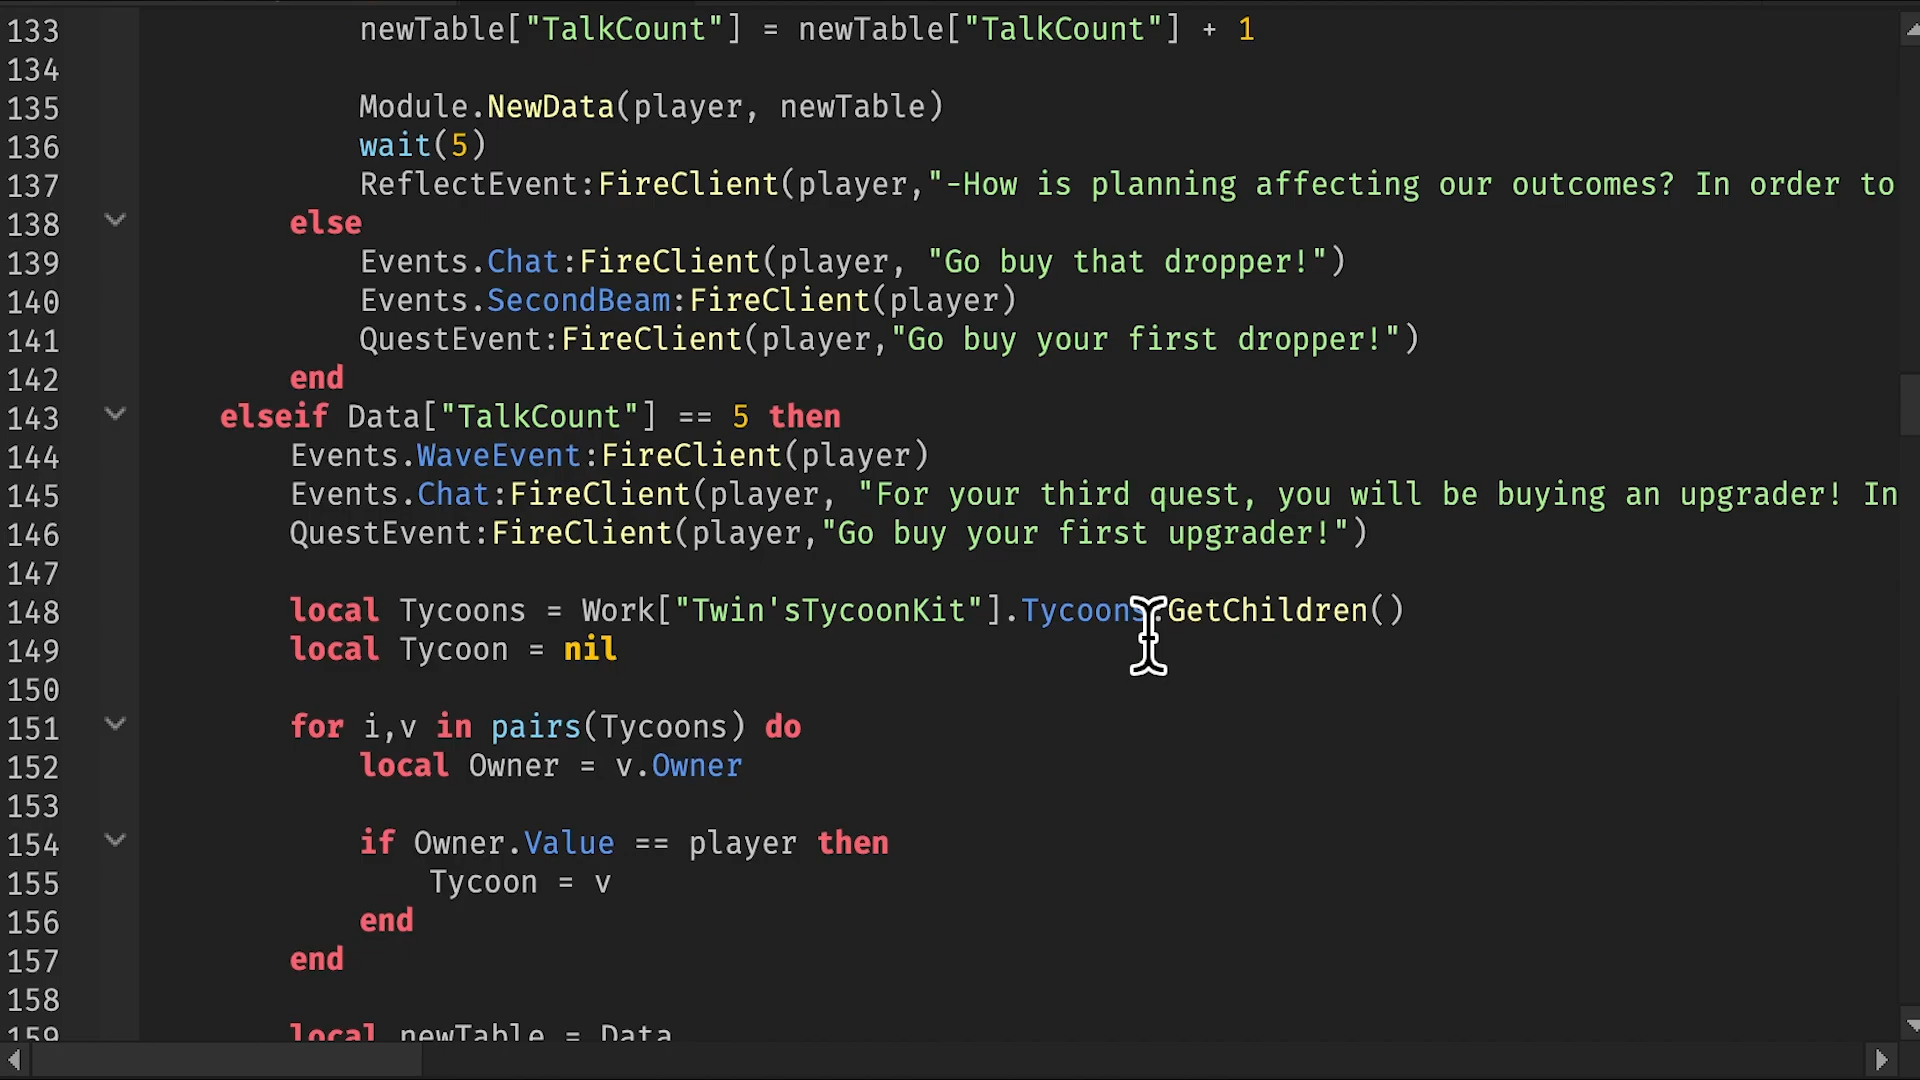 133 newTable["TalkCount"] = newTable["TalkCount"] + 1
134
135 Module.NewData(player, newTable)
136 wait(5)
137 ReflectEvent:FireClient(player,"-How is planning affecting our outcomes? In order to
138 else
139 Events.Chat:FireClient(player, "Go buy that dropper!")
140 Events.SecondBeam:FireClient(player)
141 QuestEvent:FireClient(player,"Go buy your first dropper!")
142 end
143 elseif Data["TalkCount"] == 5 then
144 Events.WaveEvent:FireClient(player)
145 Events.Chat:FireClient(player, "For your third quest, you will be buying an upgrader! In
146 QuestEvent:FireClient(player,"Go buy your first upgrader!")
147
148 local Tycoons = Work["Twin'sTycoonKit"].Tycoons:GetChildren()
149 local Tycoon = nil
150
151 for i,v in pairs(Tycoons) do
152 local Owner = v.Owner
153
154 if Owner.Value == player then
155 Tycoon = v
156 end
157 end
158
159 local newTable = Data